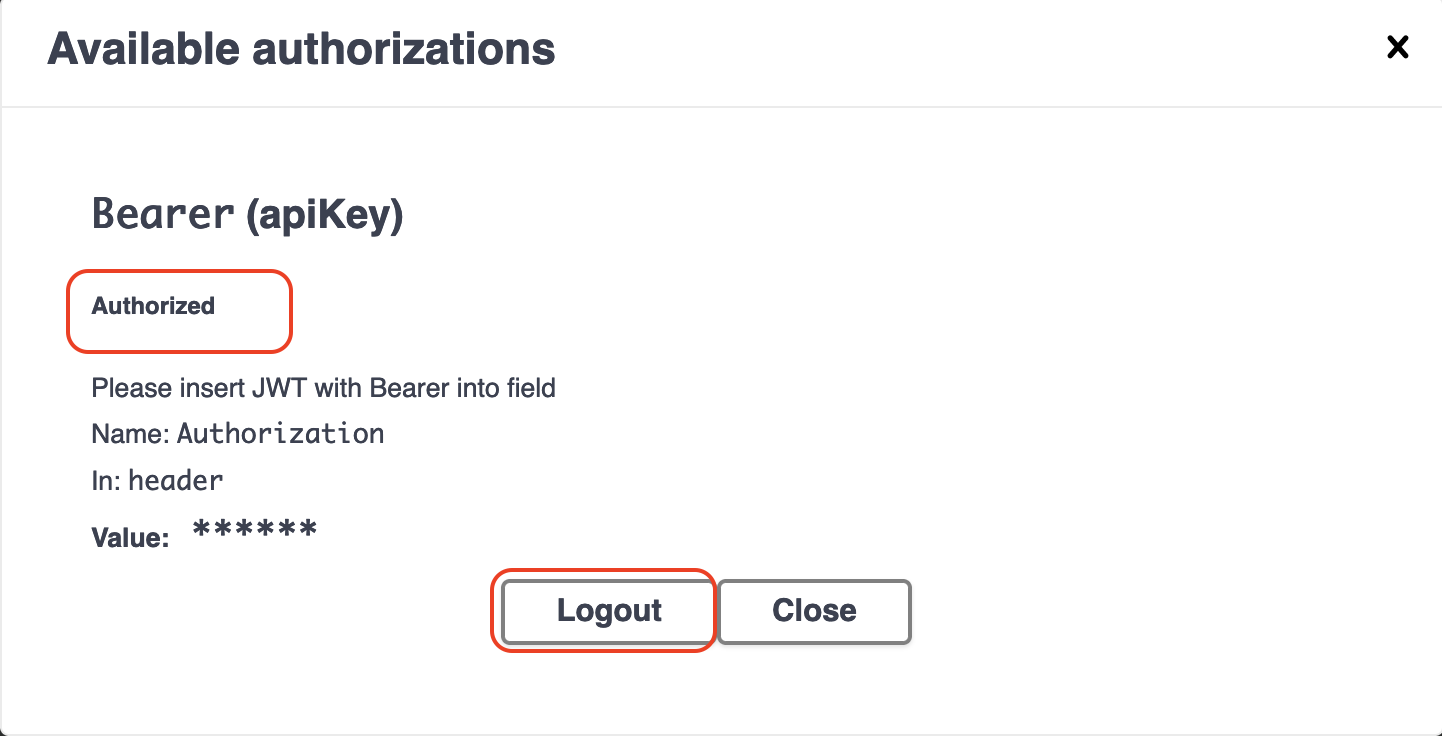 Available authorizations
Bearer (apiKey)
Authorized
Please insert JWT with Bearer into field
Name: Authorization
In: header
Value: ******
Logout Close